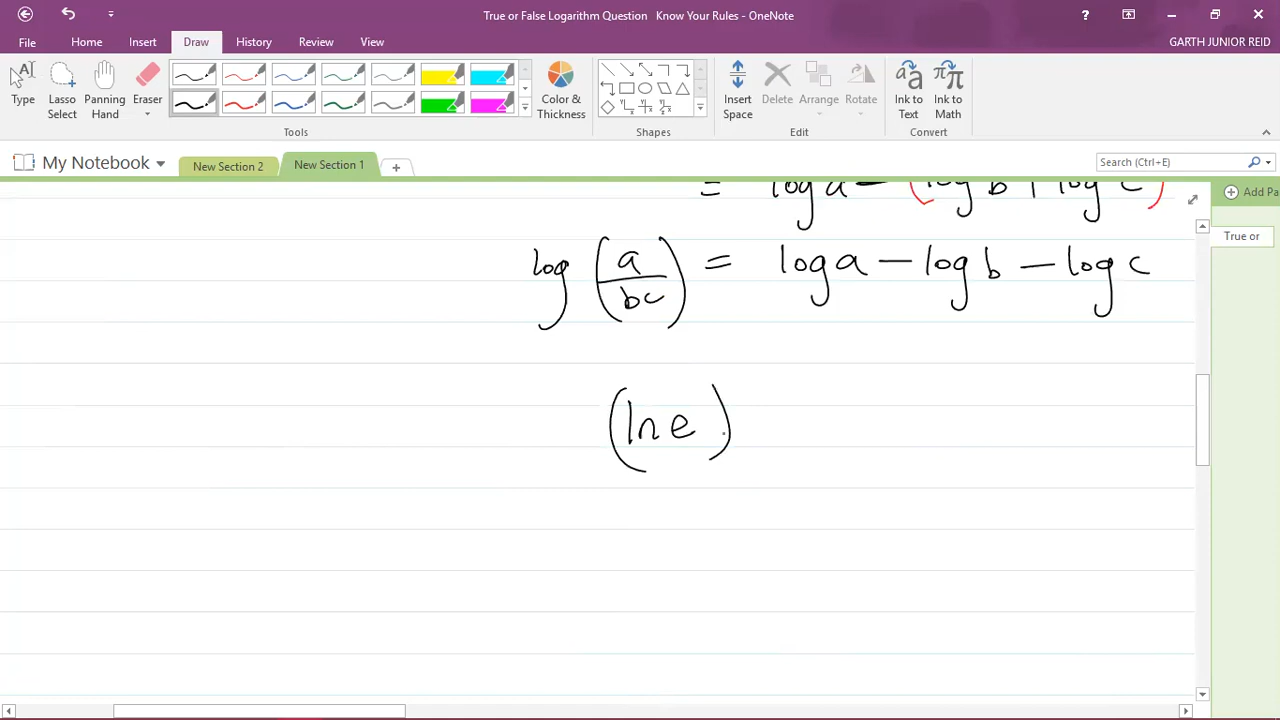 True or False Logarithm Question Know Your Rules - OneNote
?
GARTH JUNIOR REID
File Home Insert Draw History Review View
Type
Lasso Select
Panning Hand
Eraser
Color & Thickness
Insert Space
Delete
Arrange
Rotate
Ink to Text
Ink to Math
Tools
Shapes
Edit
Convert
My Notebook
New Section 2
New Section 1
+
Search (Ctrl+E)
Add Pa
True or
= log a - (log b + log c)
log (a/bc) = log a - log b - log c
(ln e )